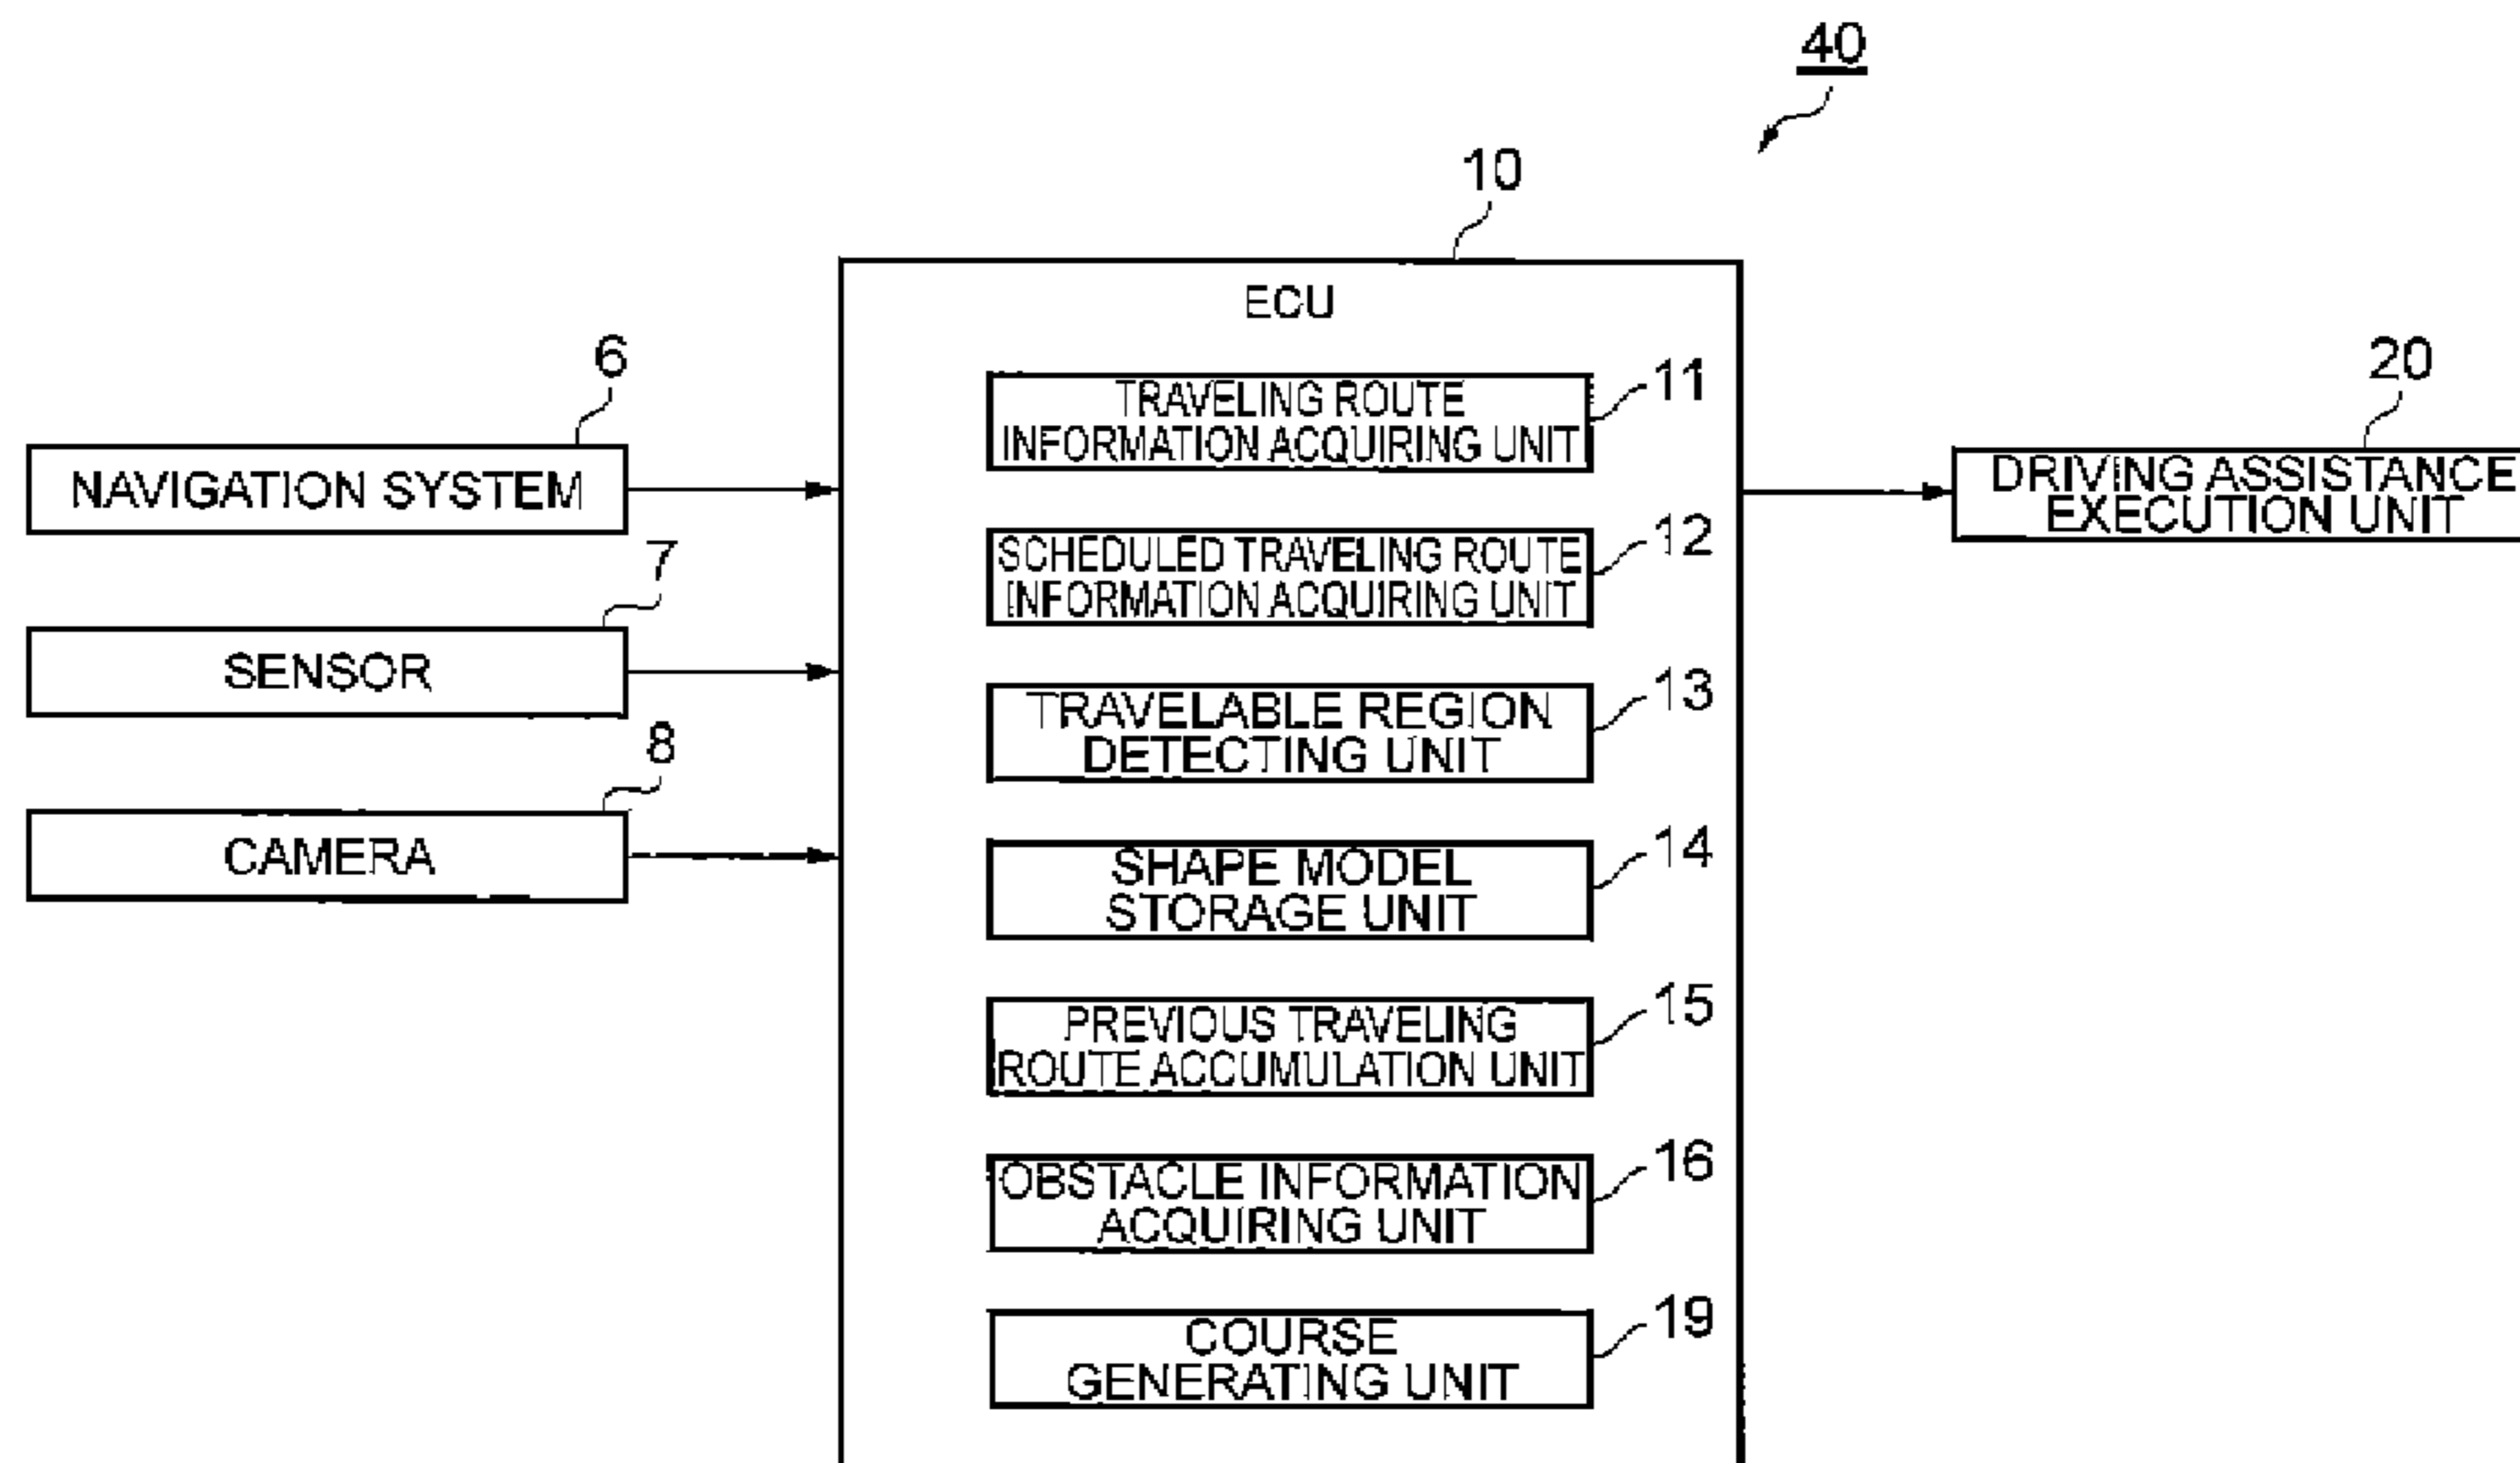 40
10
ECU
6
NAVIGATION SYSTEM
7
SENSOR
8
CAMERA
11
TRAVELING ROUTE
INFORMATION ACQUIRING UNIT
12
SCHEDULED TRAVELING ROUTE
INFORMATION ACQUIRING UNIT
13
TRAVELABLE REGION
DETECTING UNIT
14
SHAPE MODEL
STORAGE UNIT
15
PREVIOUS TRAVELING
ROUTE ACCUMULATION UNIT
16
OBSTACLE INFORMATION
ACQUIRING UNIT
19
COURSE
GENERATING UNIT
20
DRIVING ASSISTANCE
EXECUTION UNIT